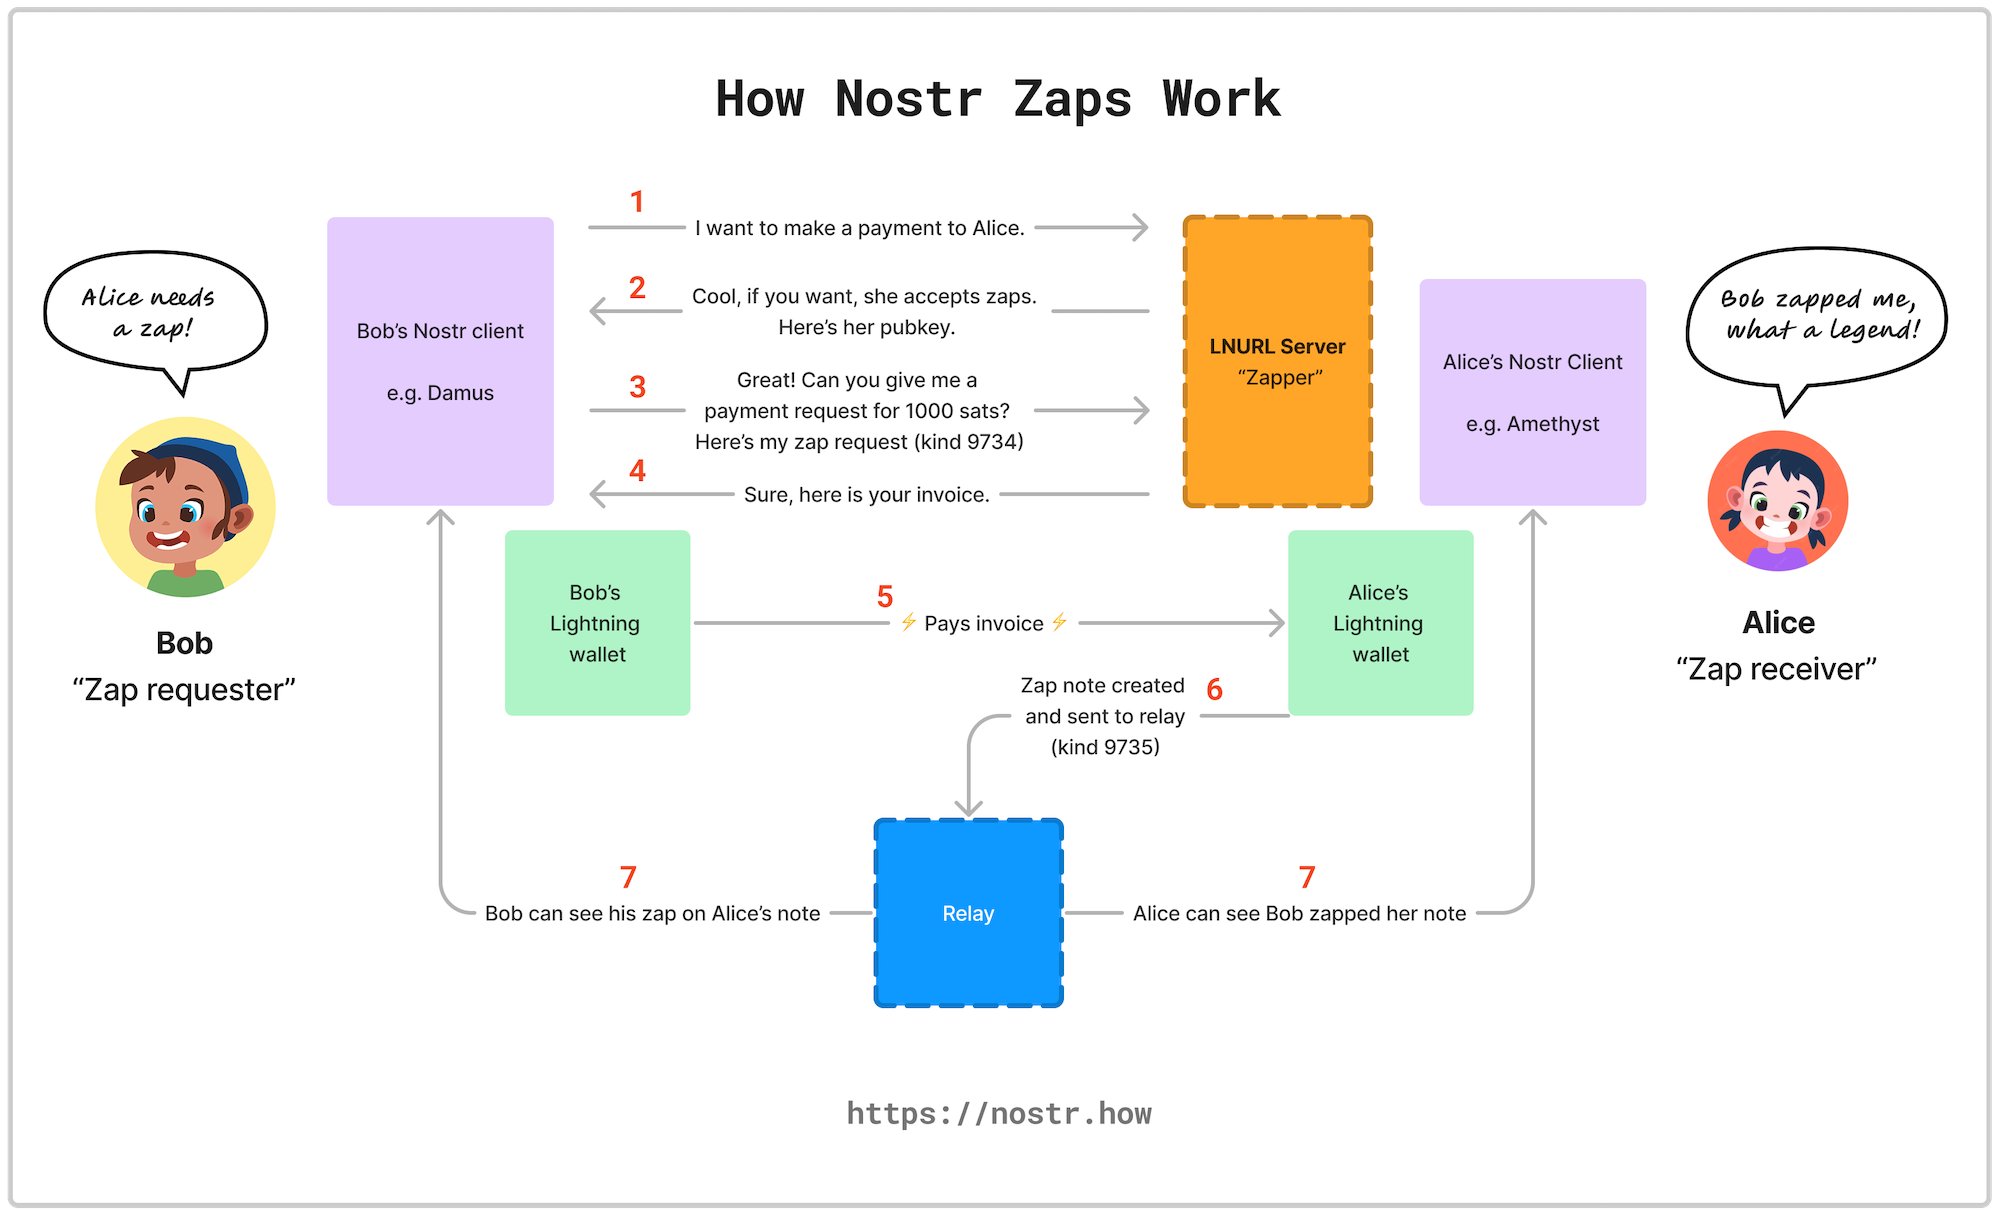 How Nostr Zaps Work
Alice needs
a zap!
Bob
“Zap requester”
Bob’s Nostr client
e.g. Damus
1
I want to make a payment to Alice.
2
Cool, if you want, she accepts zaps.
Here’s her pubkey.
3
Great! Can you give me a
payment request for 1000 sats?
Here’s my zap request (kind 9734)
4
Sure, here is your invoice.
LNURL Server
“Zapper”
Alice’s Nostr Client
e.g. Amethyst
Bob zapped me,
what a legend!
Alice
“Zap receiver”
Bob’s
Lightning
wallet
5
⚡ Pays invoice ⚡
Alice’s
Lightning
wallet
6
Zap note created
and sent to relay
(kind 9735)
7
Bob can see his zap on Alice’s note
Relay
7
Alice can see Bob zapped her note
https://nostr.how